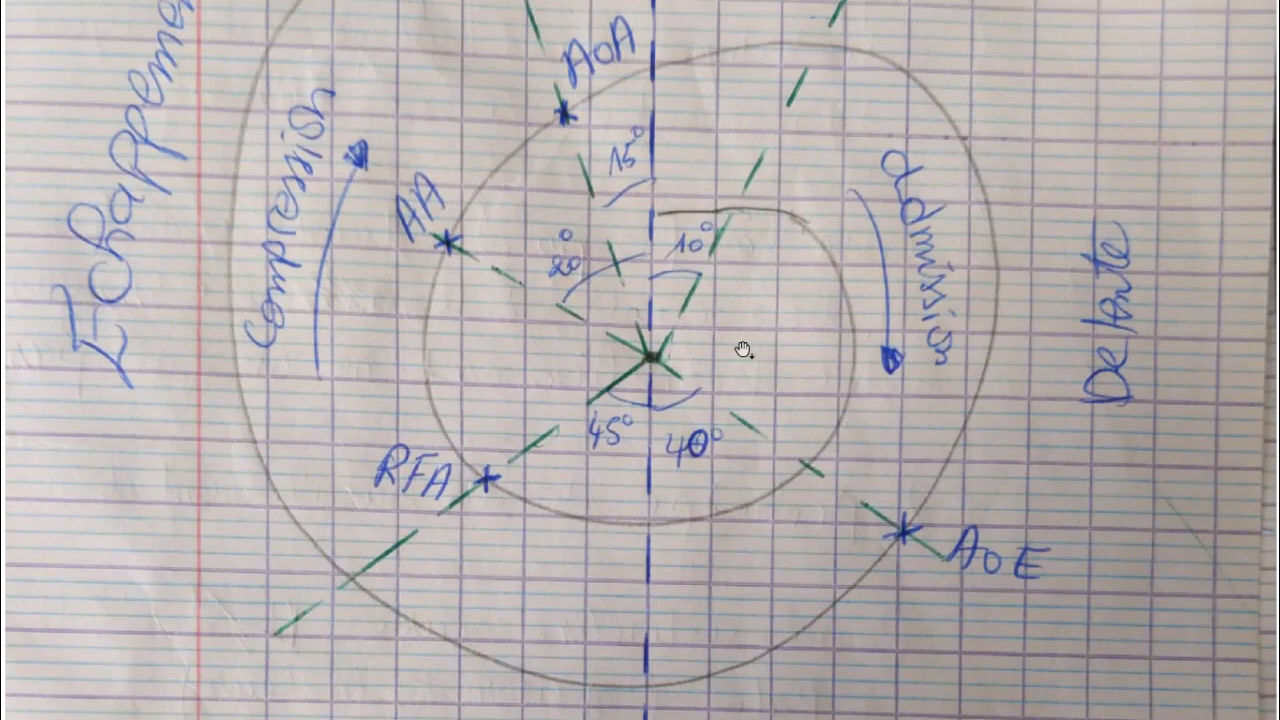 AOA
15°
Echappeme
Compression
AA
20°
10°
admission
Detente
45°
40°
RFA
AOE